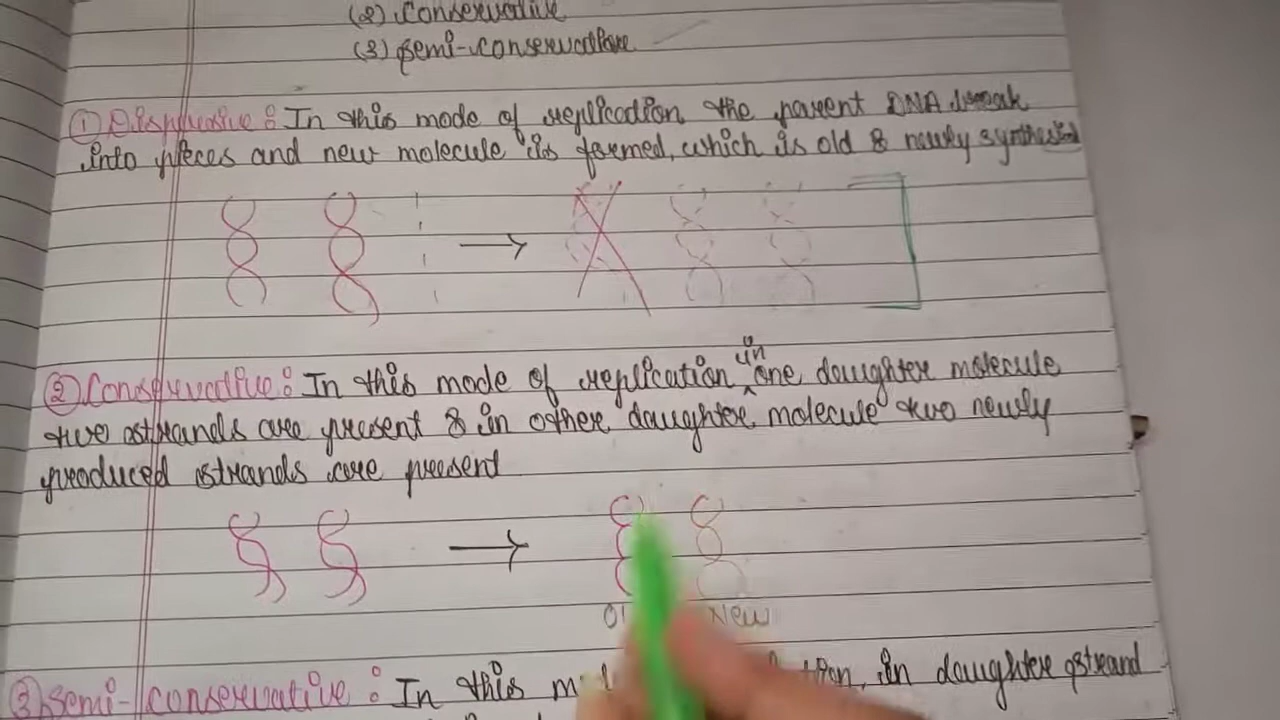 (2) Conservative
(3) Semi-conservative
① Dispersive : In this mode of replication the parent DNA break
into pieces and new molecule is formed, which is old & newly synthesized
② Conservative : In this mode of replication in one daughter molecule
two strands are present & in other daughter molecule two newly
produced strands are present
New
③ Semi-conservative : In this in daughter strand